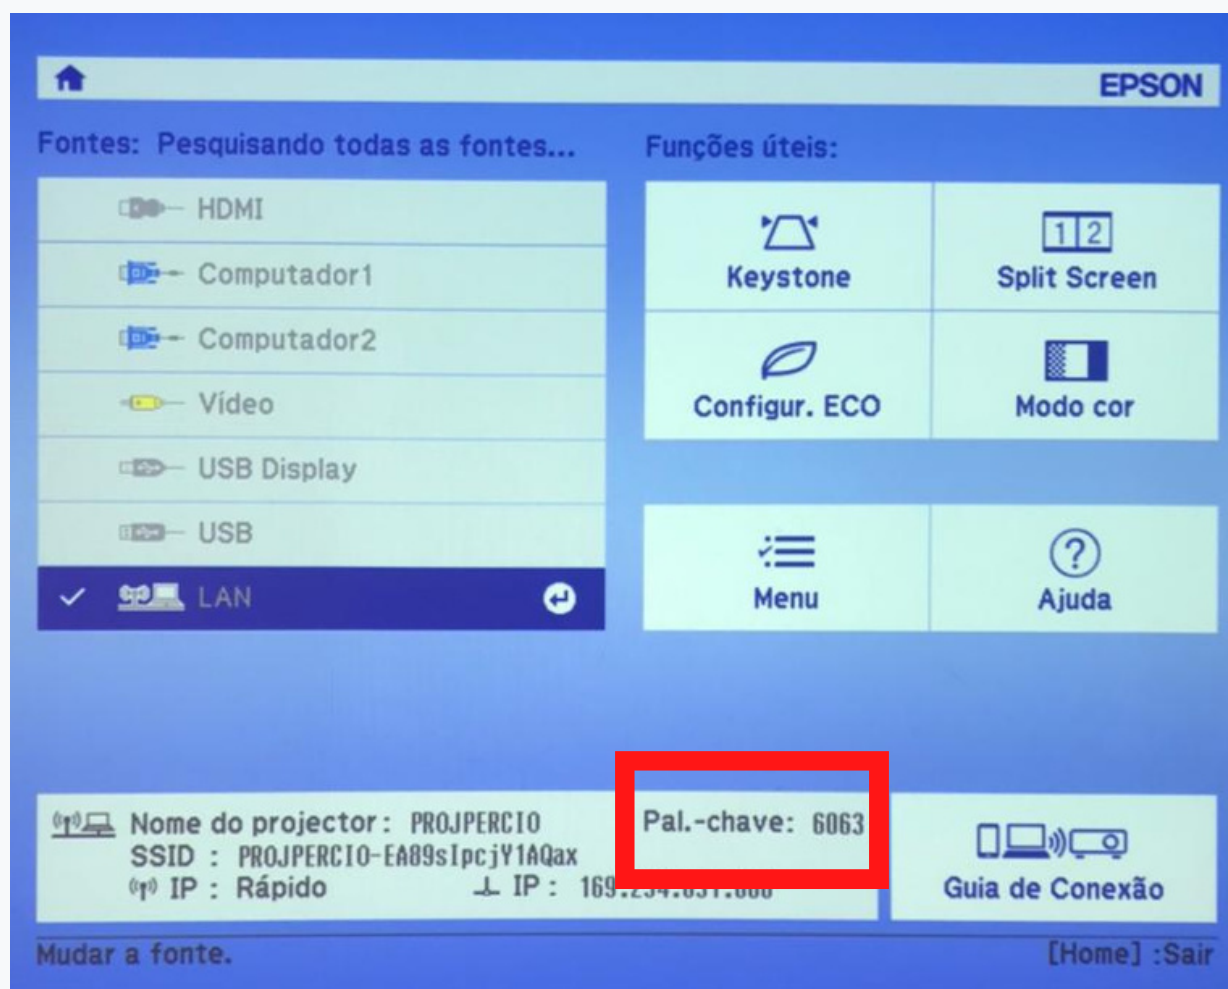 EPSON
Fontes: Pesquisando todas as fontes...
HDMI
Computador1
Computador2
Vídeo
USB Display
USB
LAN
Funções úteis:
Keystone
1 2
Split Screen
Configur. ECO
Modo cor
Menu
?
Ajuda
Nome do projector: PROJPERCIO
Pal.-chave: 6063
SSID : PROJPERCIO-EA89sIpcjY1AQax
IP : Rápido
IP :
Guia de Conexão
Mudar a fonte.
[Home] :Sair